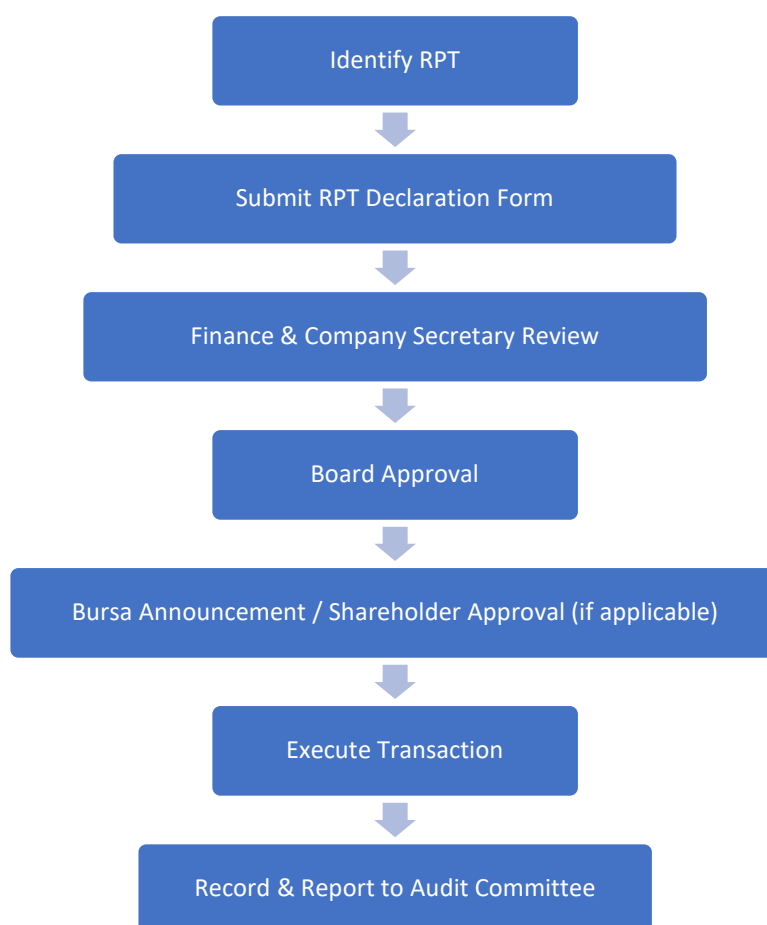 Identify RPT
Submit RPT Declaration Form
Finance & Company Secretary Review
Board Approval
Bursa Announcement / Shareholder Approval (if applicable)
Execute Transaction
Record & Report to Audit Committee